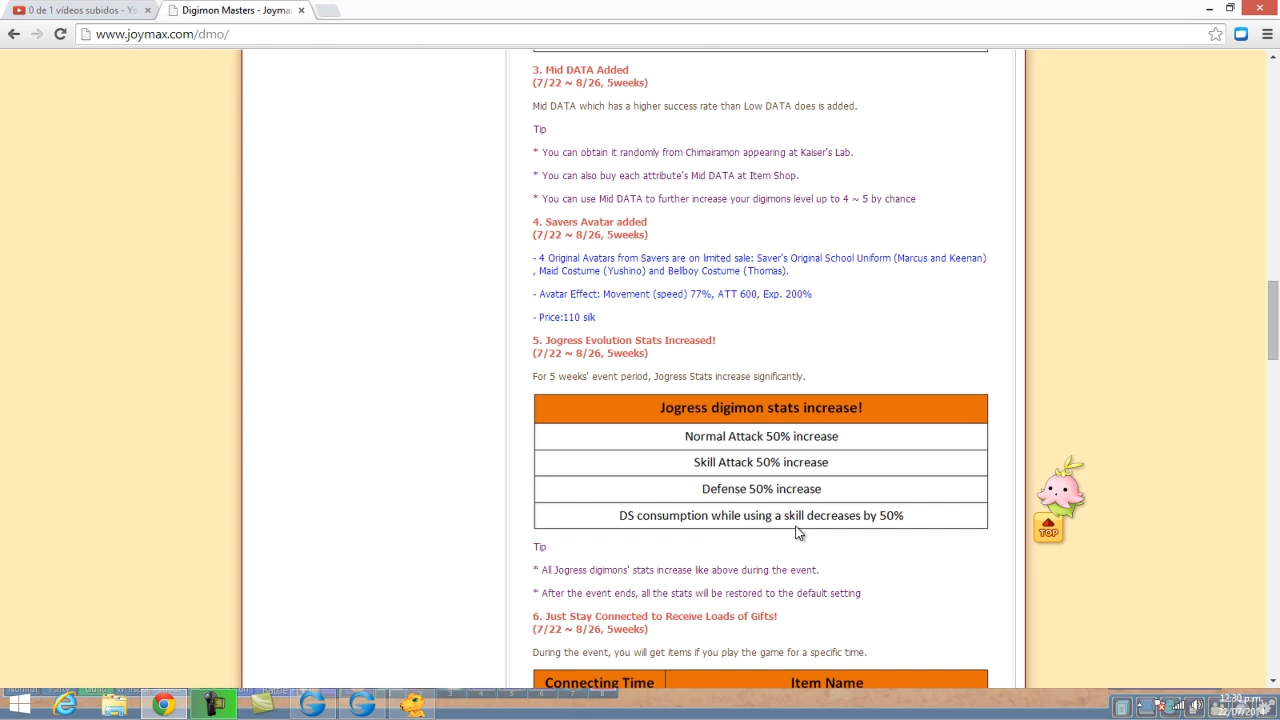 0 de 1 vídeos subidos - Yo
Digimon Masters - Joyma
www.joymax.com/dmo/
3. Mid DATA Added
(7/22 ~ 8/26, 5weeks)
Mid DATA which has a higher success rate than Low DATA does is added.
Tip
* You can obtain it randomly from Chimairamon appearing at Kaiser's Lab.
* You can also buy each attribute's Mid DATA at Item Shop.
* You can use Mid DATA to further increase your digimons level up to 4 ~ 5 by chance
4. Savers Avatar added
(7/22 ~ 8/26, 5weeks)
- 4 Original Avatars from Savers are on limited sale: Saver's Original School Uniform (Marcus and Keenan)
, Maid Costume (Yushino) and Bellboy Costume (Thomas).
- Avatar Effect: Movement (speed) 77%, ATT 600, Exp. 200%
- Price:110 silk
5. Jogress Evolution Stats Increased!
(7/22 ~ 8/26, 5weeks)
For 5 weeks' event period, Jogress Stats increase significantly.
Jogress digimon stats increase!
Normal Attack 50% increase
Skill Attack 50% increase
Defense 50% increase
DS consumption while using a skill decreases by 50%
TOP
Tip
* All Jogress digimons' stats increase like above during the event.
* After the event ends, all the stats will be restored to the default setting
6. Just Stay Connected to Receive Loads of Gifts!
(7/22 ~ 8/26, 5weeks)
During the event, you will get items if you play the game for a specific time.
Connecting Time
Item Name
12:30 p.m.
22/07/2014